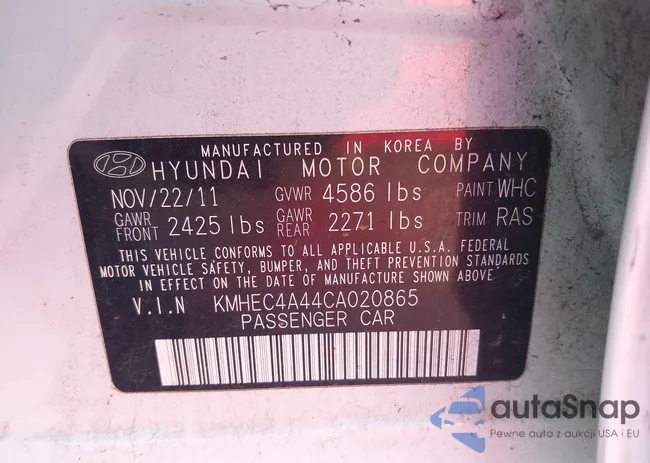 MANUFACTURED IN KOREA BY
HYUNDAI MOTOR COMPANY
NOV/22/11 GVWR 4586 lbs PAINT WHC
GAWR FRONT 2425 lbs GAWR REAR 2271 lbs TRIM RAS
THIS VEHICLE CONFORMS TO ALL APPLICABLE U.S.A. FEDERAL
MOTOR VEHICLE SAFETY, BUMPER, AND THEFT PREVENTION STANDARDS
IN EFFECT ON THE DATE OF MANUFACTURE SHOWN ABOVE
V.I.N KMHEC4A44CA020865
PASSENGER CAR
autaSnap
Pewne auta z aukcji USA i EU